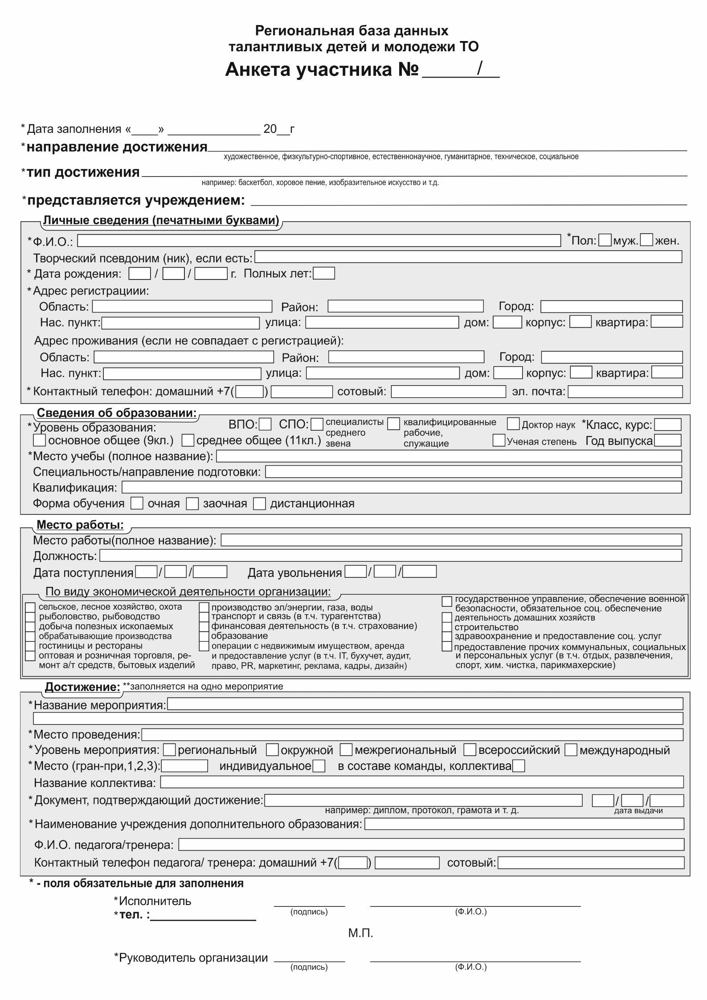 Региональная база данных
талантливых детей и молодежи ТО
Анкета участника № _______/__
*Дата заполнения «____» ______________ 20__г
*направление достижения
художественное, физкультурно-спортивное, естественнонаучное, гуманитарное, техническое, социальное
*тип достижения
например: баскетбол, хоровое пение, изобразительное искусство и т.д.
*представляется учреждением:
Личные сведения (печатными буквами)
*Ф.И.О.: *Пол: муж. жен.
Творческий псевдоним (ник), если есть:
* Дата рождения: / / г. Полных лет:
*Адрес регистрациии:
Область: Район: Город:
Нас. пункт: улица: дом: корпус: квартира:
Адрес проживания (если не совпадает с регистрацией):
Область: Район: Город:
Нас. пункт: улица: дом: корпус: квартира:
* Контактный телефон: домашний +7( ) сотовый: эл. почта:
Сведения об образовании:
*Уровень образования: ВПО: СПО: специалисты среднего звена квалифицированные рабочие, служащие Доктор наук *Класс, курс:
основное общее (9кл.) среднее общее (11кл.) Ученая степень Год выпуска
*Место учебы (полное название):
Специальность/направление подготовки:
Квалификация:
Форма обучения очная заочная дистанционная
Место работы:
Место работы(полное название):
Должность:
Дата поступления / / Дата увольнения / /
По виду экономической деятельности организации:
сельское, лесное хозяйство, охота
рыболовство, рыбоводство
добыча полезных ископаемых
обрабатывающие производства
гостиницы и рестораны
оптовая и розничная торговля, ре-
монт а/т средств, бытовых изделий
производство эл/энергии, газа, воды
транспорт и связь (в т.ч. турагентства)
финансовая деятельность (в т.ч. страхование)
образование
операции с недвижимым имуществом, аренда
и предоставление услуг (в т.ч. IT, бухучет, аудит,
право, PR, маркетинг, реклама, кадры, дизайн)
государственное управление, обеспечение военной
безопасности, обязательное соц. обеспечение
деятельность домашних хозяйств
строительство
здравоохранение и предоставление соц. услуг
предоставление прочих коммунальных, социальных
и персональных услуг (в т.ч. отдых, развлечения,
спорт, хим. чистка, парикмахерские)
Достижение: **заполняется на одно мероприятие
*Название мероприятия:
*Место проведения:
*Уровень мероприятия: региональный окружной межрегиональный всероссийский международный
*Место (гран-при,1,2,3): индивидуальное в составе команды, коллектива
Название коллектива:
*Документ, подтверждающий достижение: / /
например: диплом, протокол, грамота и т. д. дата выдачи
*Наименование учреждения дополнительного образования:
Ф.И.О. педагога/тренера:
Контактный телефон педагога/ тренера: домашний +7( ) сотовый:
* - поля обязательные для заполнения
*Исполнитель
(подпись) (Ф.И.О.)
*тел. :
М.П.
*Руководитель организации
(подпись) (Ф.И.О.)